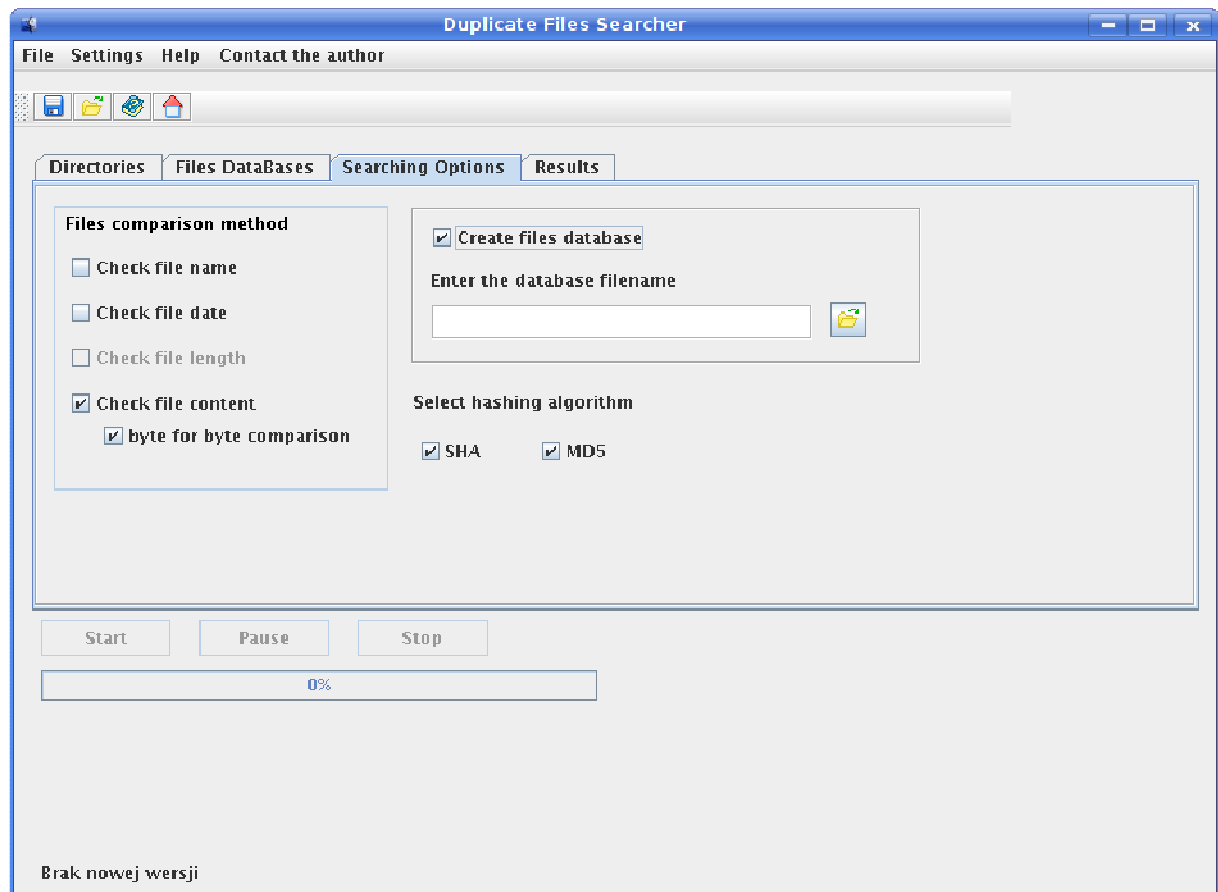 Duplicate Files Searcher
File Settings Help Contact the author
Directories Files DataBases Searching Options Results
Files comparison method
Check file name
Check file date
Check file length
Check file content
byte for byte comparison
Create files database
Enter the database filename
Select hashing algorithm
SHA MD5
Start Pause Stop
0%
Brak nowej wersji